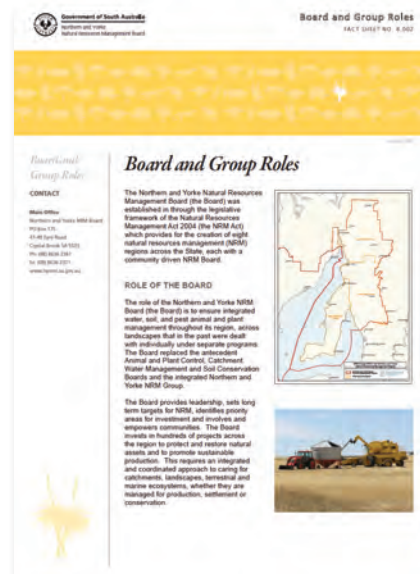 Government of South Australia
Northern and Yorke
Natural Resources Management Board
Board and Group Roles
FACT SHEET NO.
Board and
Group Roles
CONTACT
Main Office
Northern and Yorke NRM Board
PO Box 175
41-49 Eyre Road
Crystal Brook SA 5523
Board and Group Roles
The Northern and Yorke Natural Resources
Management Board (the Board) was
established in through the legislative
framework of the Natural Resources
Management Act 2004 (the NRM Act)
which provides for the creation of eight
natural resources management (NRM)
regions across the State, each with a
community driven NRM Board.
ROLE OF THE BOARD
The role of the Northern and Yorke NRM
Board (the Board) is to ensure integrated
water, soil, and pest animal and plant
management throughout its region, across
landscapes that in the past were dealt
with individually under separate programs.
The Board replaced the antecedent
Animal and Plant Control, Catchment
Water Management and Soil Conservation
Boards and the integrated Northern and
Yorke NRM Group.
The Board provides leadership, sets long
term targets for NRM, identifies priority
areas for investment and involves and
empowers communities. The Board
invests in hundreds of projects across
the region to protect and restore natural
assets and to promote sustainable
production. This requires an integrated
and coordinated approach to caring for
catchments, landscapes, terrestrial and
marine ecosystems, whether they are
managed for production, settlement or
conservation.